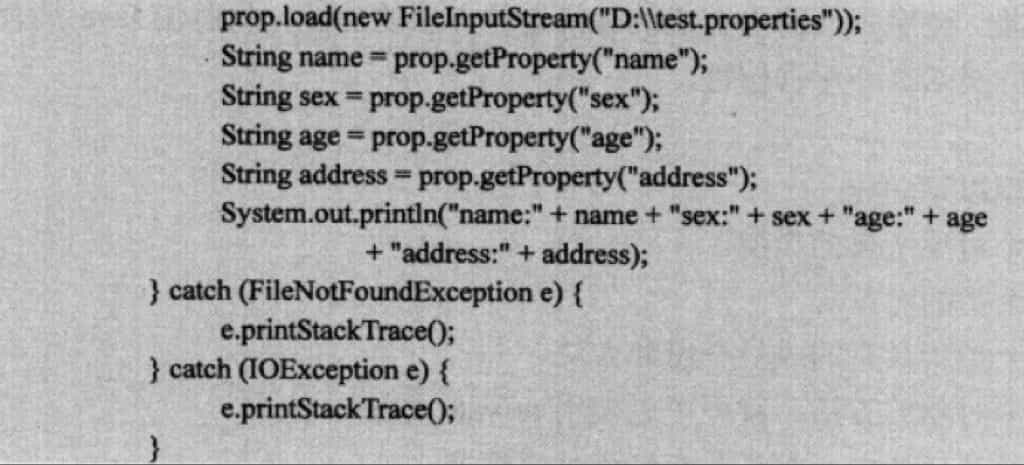 prop.load(new FileInputStream("D:\\test.properties"));
String name = prop.getProperty("name");
String sex = prop.getProperty("sex");
String age = prop.getProperty("age");
String address = prop.getProperty("address");
System.out.println("name:" + name + "sex:" + sex + "age:" + age
+ "address:" + address);
} catch (FileNotFoundException e) {
e.printStackTrace();
} catch (IOException e) {
e.printStackTrace();
}